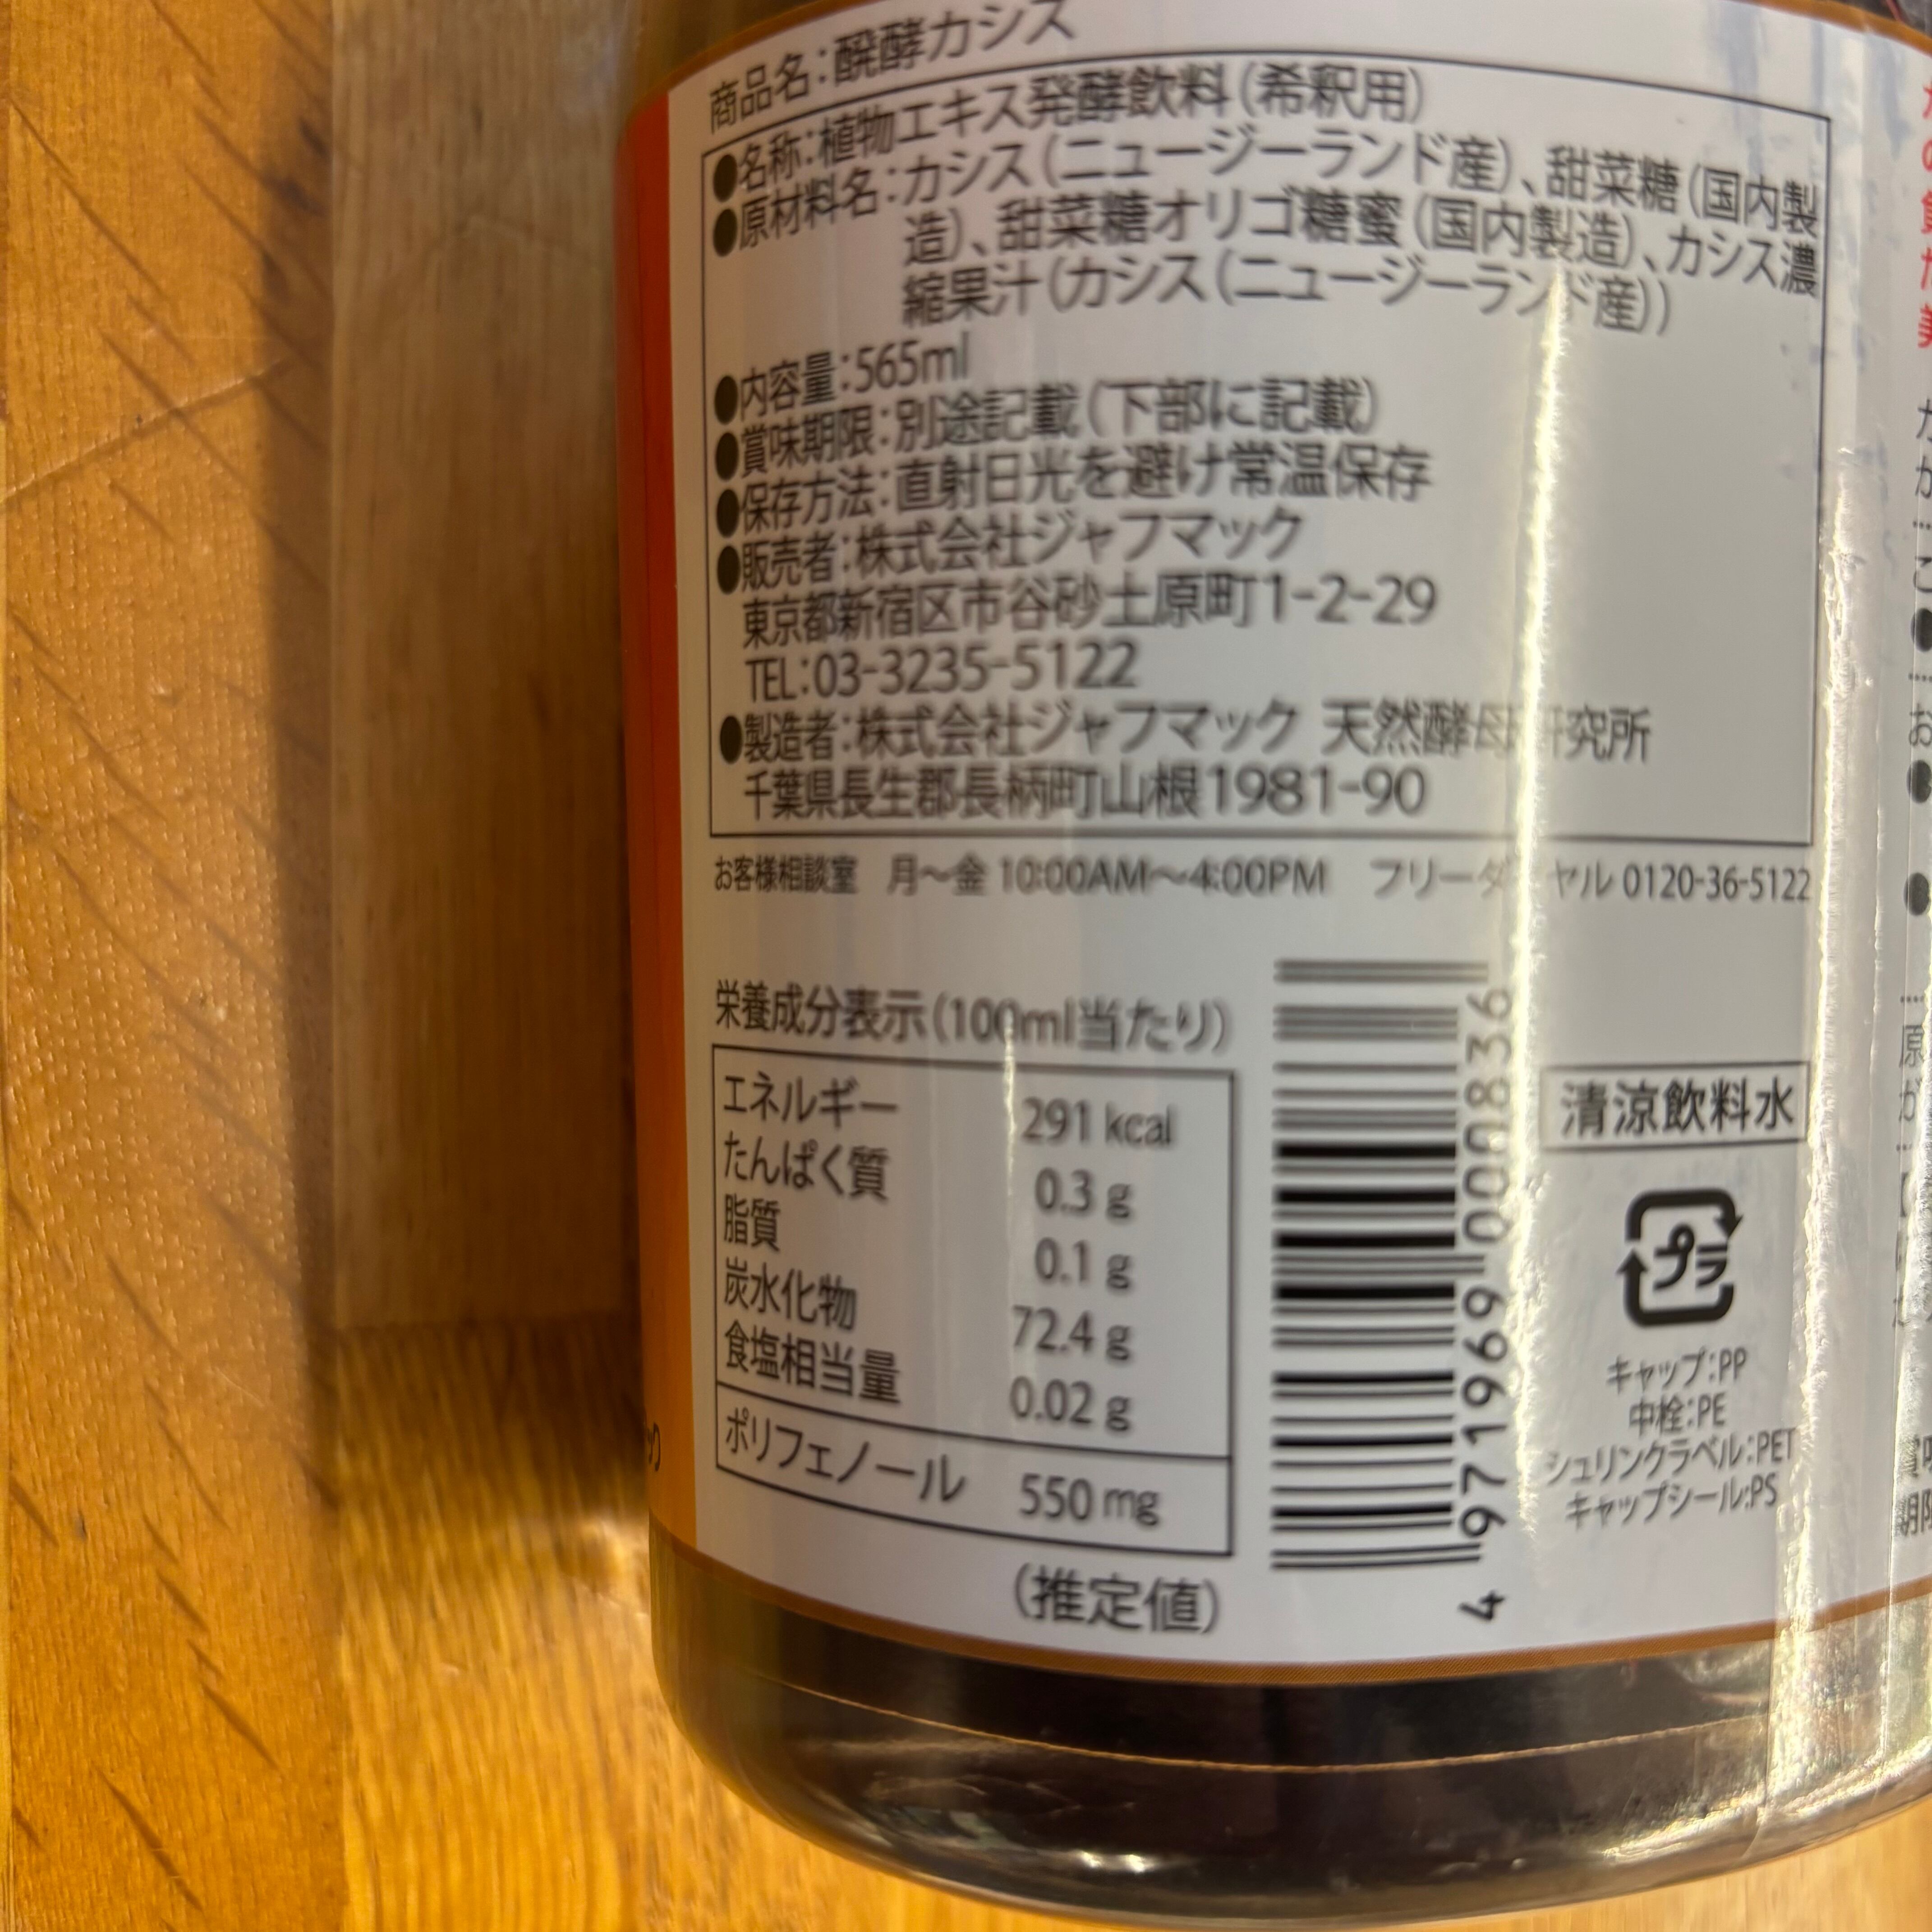 商品名：醗酵カシス
●名称：植物エキス発酵飲料（希釈用）
●原材料名：カシス（ニュージーランド産）、甜菜糖（国内製
造）、甜菜糖オリゴ糖蜜（国内製造）、カシス濃
縮果汁（カシス（ニュージーランド産））
●内容量：565ml
●賞味期限：別途記載（下部に記載）
●保存方法：直射日光を避け常温保存
●販売者：株式会社ジャフマック
東京都新宿区市谷砂土原町1-2-29
TEL：03-3235-5122
●製造者：株式会社ジャフマック 天然酵母研究所
千葉県長生郡長柄町山根1981-90
お客様相談室 月〜金 10:00AM〜4:00PM フリーダイヤル 0120-36-5122
栄養成分表示（100ml当たり）
エネルギー 291 kcal
たんぱく質 0.3 g
脂質 0.1 g
炭水化物 72.4 g
食塩相当量 0.02 g
ポリフェノール 550 mg
（推定値）
4 971969 000836
清涼飲料水
プラ
キャップ：PP
中栓：PE
シュリンクラベル：PET
キャップシール：PS